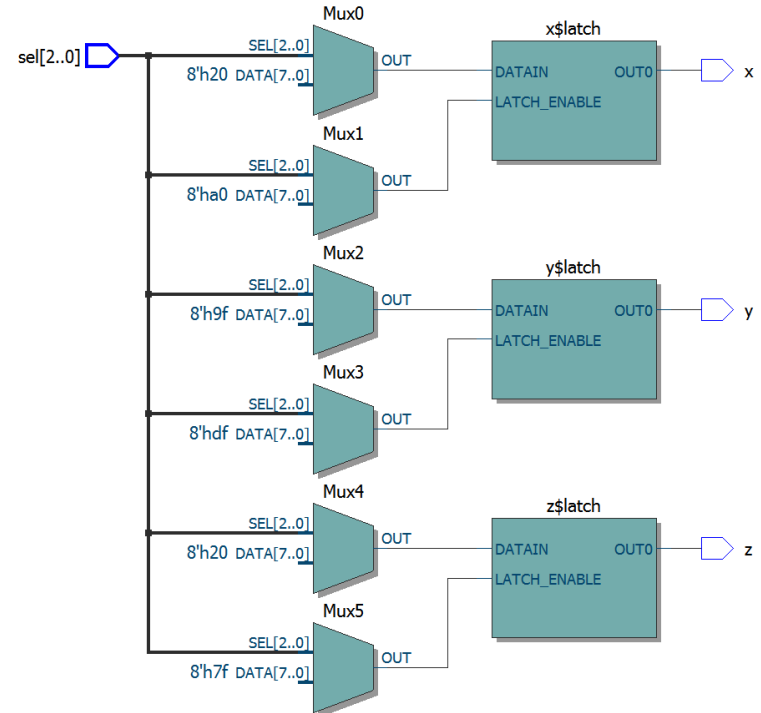 Mux0
x$latch
sel[2..0]
SEL[2..0]
8'h20 DATA[7..0]
OUT
DATAIN OUT0
LATCH_ENABLE
x
Mux1
SEL[2..0]
8'ha0 DATA[7..0]
OUT
Mux2
y$latch
SEL[2..0]
8'h9f DATA[7..0]
OUT
DATAIN OUT0
LATCH_ENABLE
y
Mux3
SEL[2..0]
8'hdf DATA[7..0]
OUT
Mux4
z$latch
SEL[2..0]
8'h20 DATA[7..0]
OUT
DATAIN OUT0
LATCH_ENABLE
z
Mux5
SEL[2..0]
8'h7f DATA[7..0]
OUT